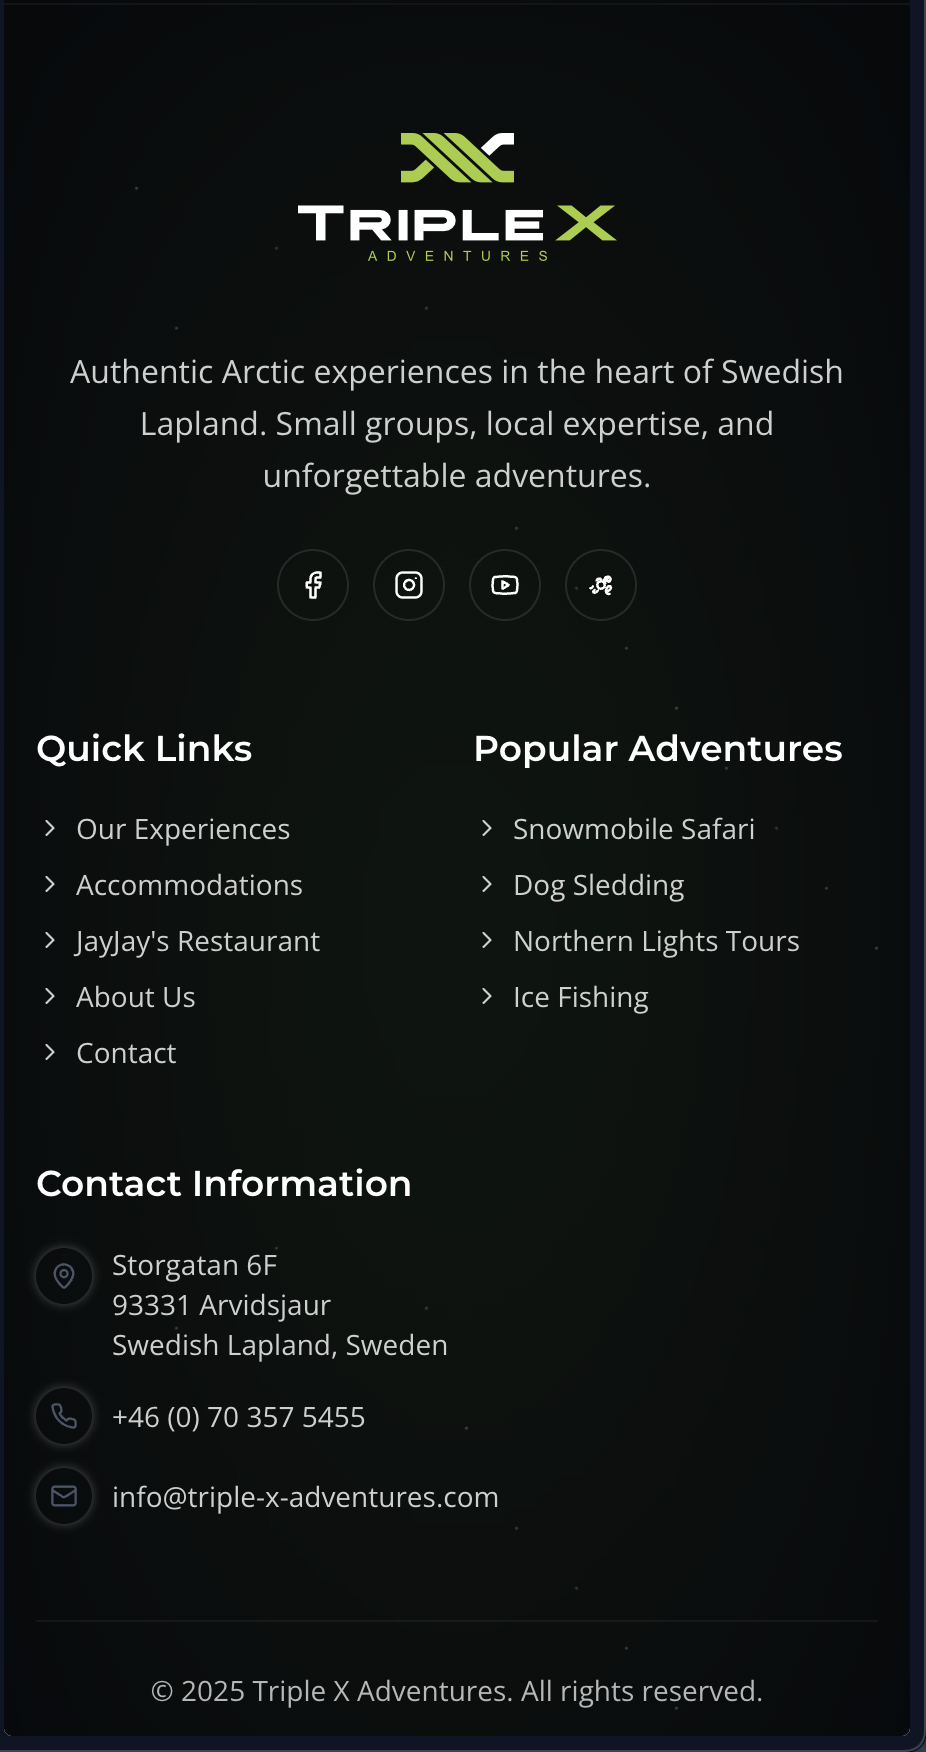 TRIPLE X
ADVENTURES
Authentic Arctic experiences in the heart of Swedish
Lapland. Small groups, local expertise, and
unforgettable adventures.
Quick Links
Our Experiences
Accommodations
JayJay's Restaurant
About Us
Contact
Popular Adventures
Snowmobile Safari
Dog Sledding
Northern Lights Tours
Ice Fishing
Contact Information
Storgatan 6F
93331 Arvidsjaur
Swedish Lapland, Sweden
+46 (0) 70 357 5455
info@triple-x-adventures.com
© 2025 Triple X Adventures. All rights reserved.